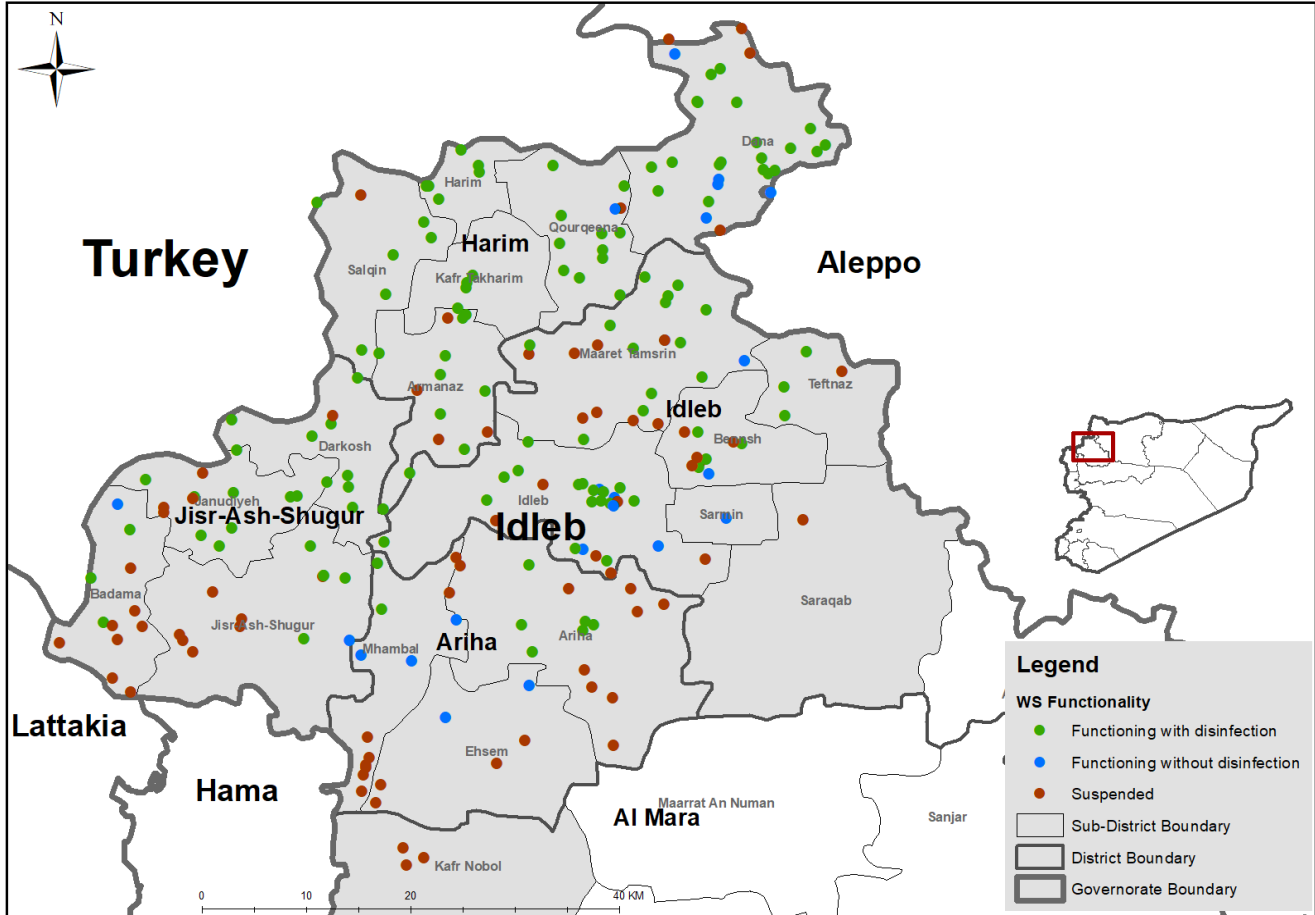 N
Dana
Harim
Qourqeena
Harim
Turkey
Aleppo
Salqin
Kafr Takharim
Maaret Tamsrin
Teftnaz
Armanaz
Idleb
Bennsh
Darkosh
Janudiyeh
Idleb
Sarmin
Jisr-Ash-Shugur
Idleb
Badama
Saraqab
Jisr-Ash-Shugur
Ariha
Ariha
Mhambal
Lattakia
Ehsem
Hama
Maarrat An Numan
Al Mara
Sanjar
Kafr Nobol
0 10 20 40 KM
Legend
WS Functionality
Functioning with disinfection
Functioning without disinfection
Suspended
Sub-District Boundary
District Boundary
Governorate Boundary